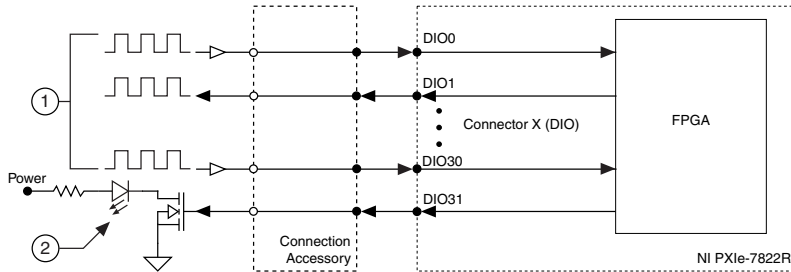 DIO0
1
DIO1
FPGA
Connector X (DIO)
DIO30
Power
DIO31
2
Connection
Accessory
NI PXIe-7822R